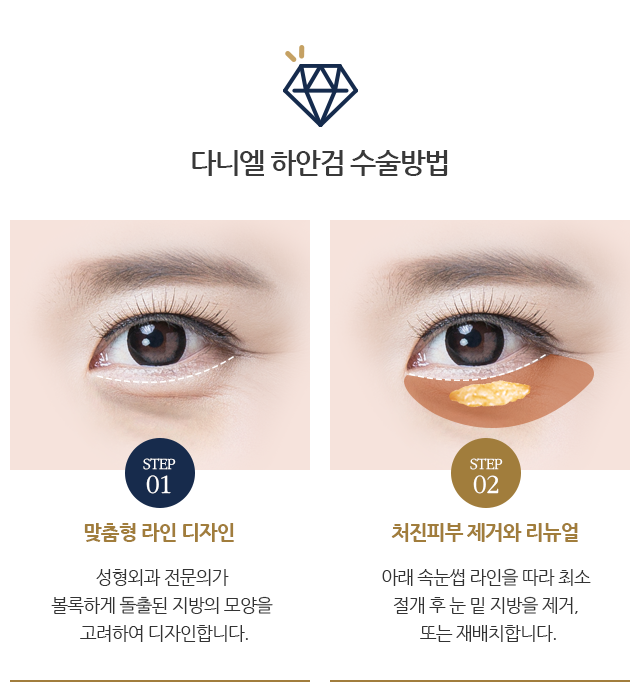 다니엘 하안검 수술방법
STEP
01
STEP
02
맞춤형 라인 디자인
성형외과 전문의가
볼록하게 돌출된 지방의 모양을
고려하여 디자인합니다.
처진피부 제거와 리뉴얼
아래 속눈썹 라인을 따라 최소
절개 후 눈 밑 지방을 제거,
또는 재배치합니다.